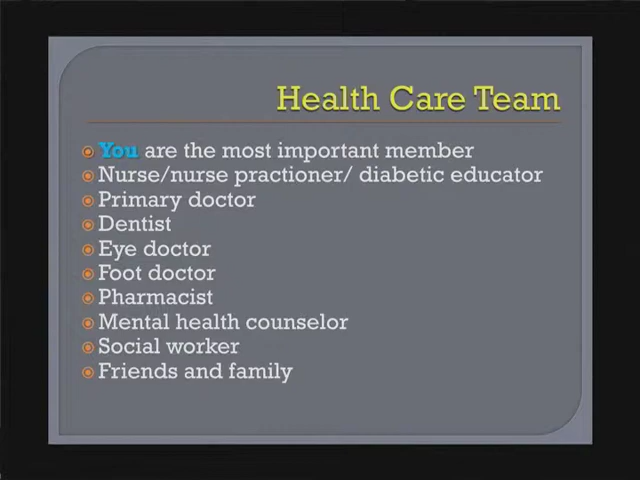 Health Care Team
You are the most important member
Nurse/nurse practioner/ diabetic educator
Primary doctor
Dentist
Eye doctor
Foot doctor
Pharmacist
Mental health counselor
Social worker
Friends and family